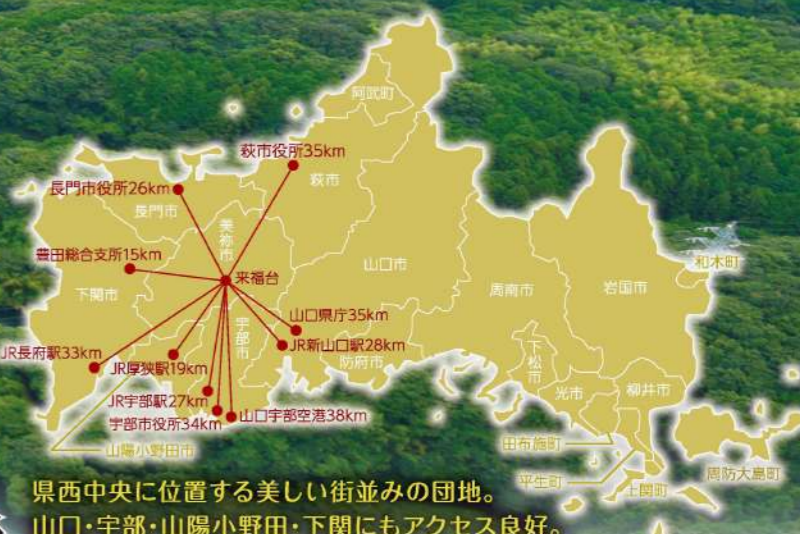 阿武町
萩市役所35km
萩市
長門市役所26km
長門市
美祢市
豊田総合支所15km
来福台
山口市
和木町
岩国市
周南市
下関市
宇部市
山口県庁35km
JR新山口駅28km
防府市
下松市
JR長府駅33km
JR厚狭駅19km
光市
柳井市
JR宇部駅27km
宇部市役所34km
山口宇部空港38km
山陽小野田市
田布施町
平生町
上関町
周防大島町
県西中央に位置する美しい街並みの団地。
山口・宇部・山陽小野田・下関にもアクセス良好。